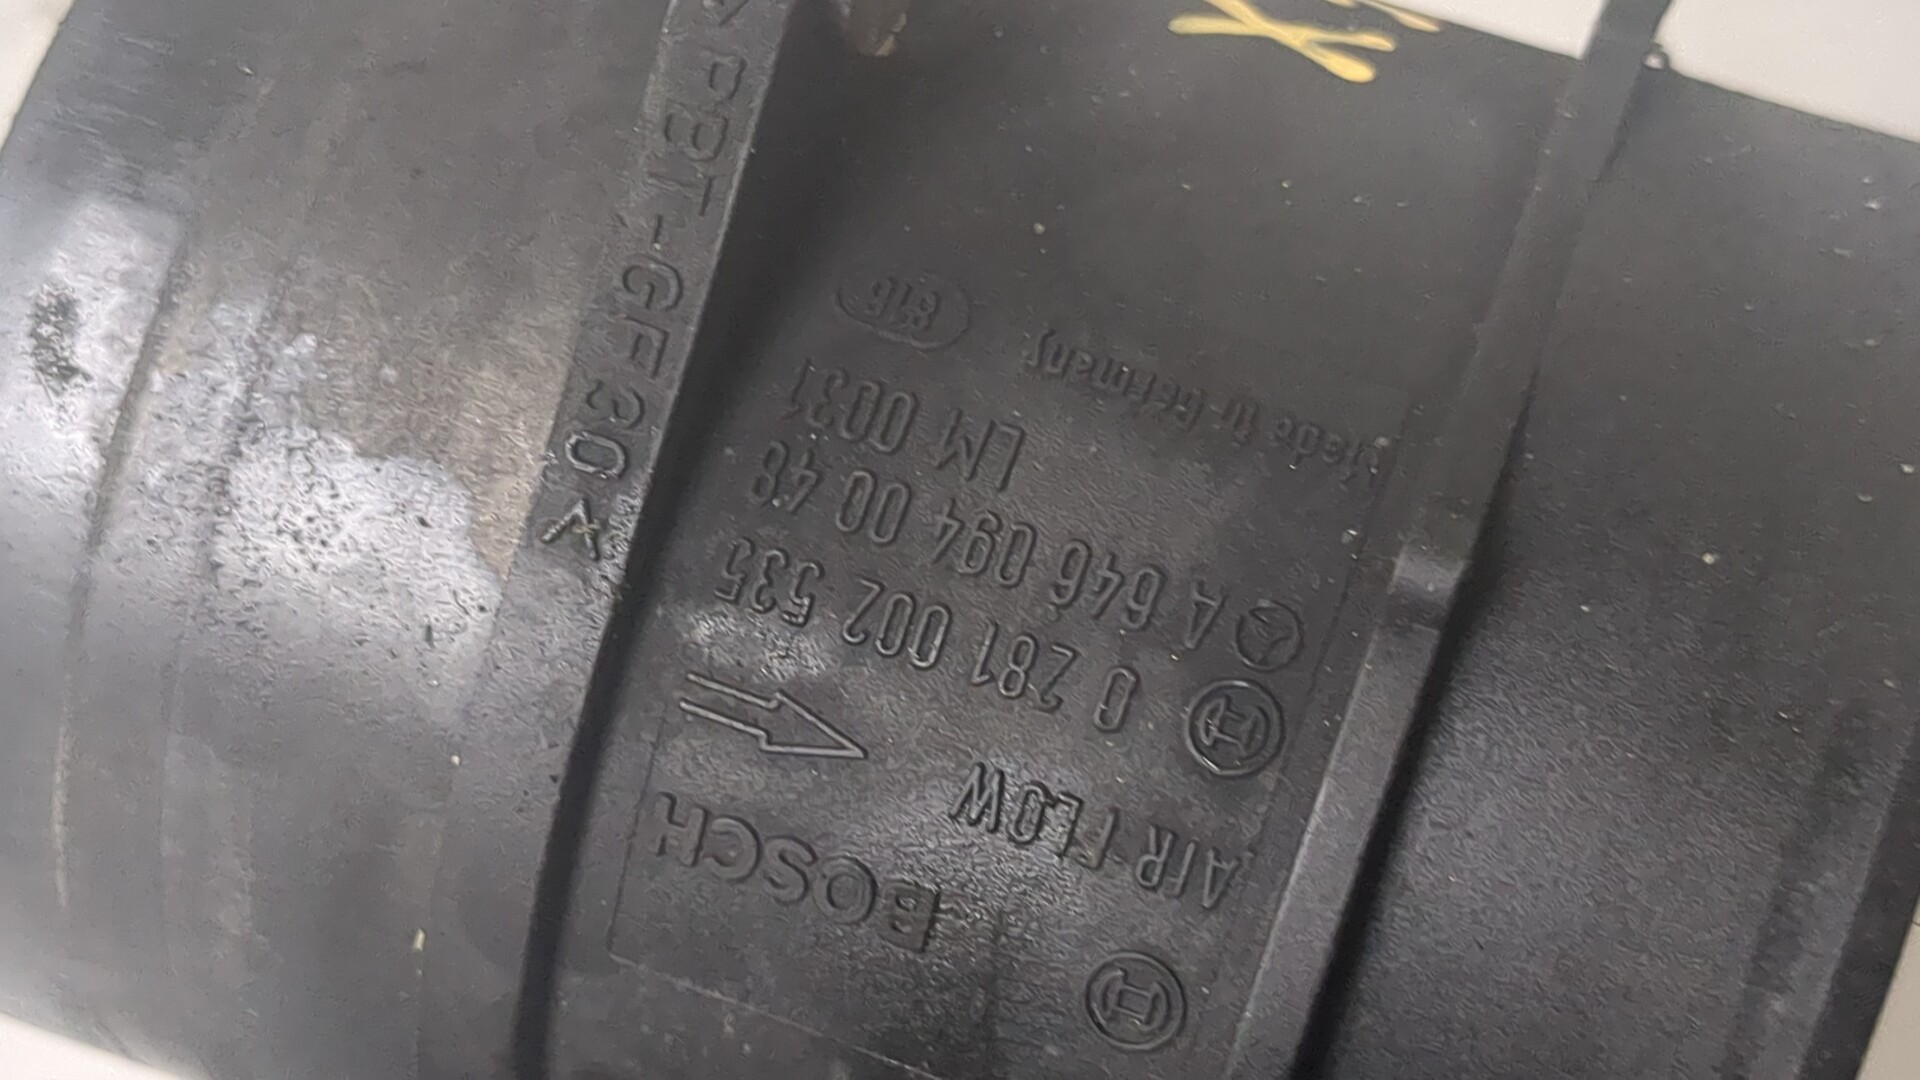 BOSCH
AIR FLOW
0 281 002 535
A 646 094 00 48
LM 0031
Made in Germany
>PBT-GF30<